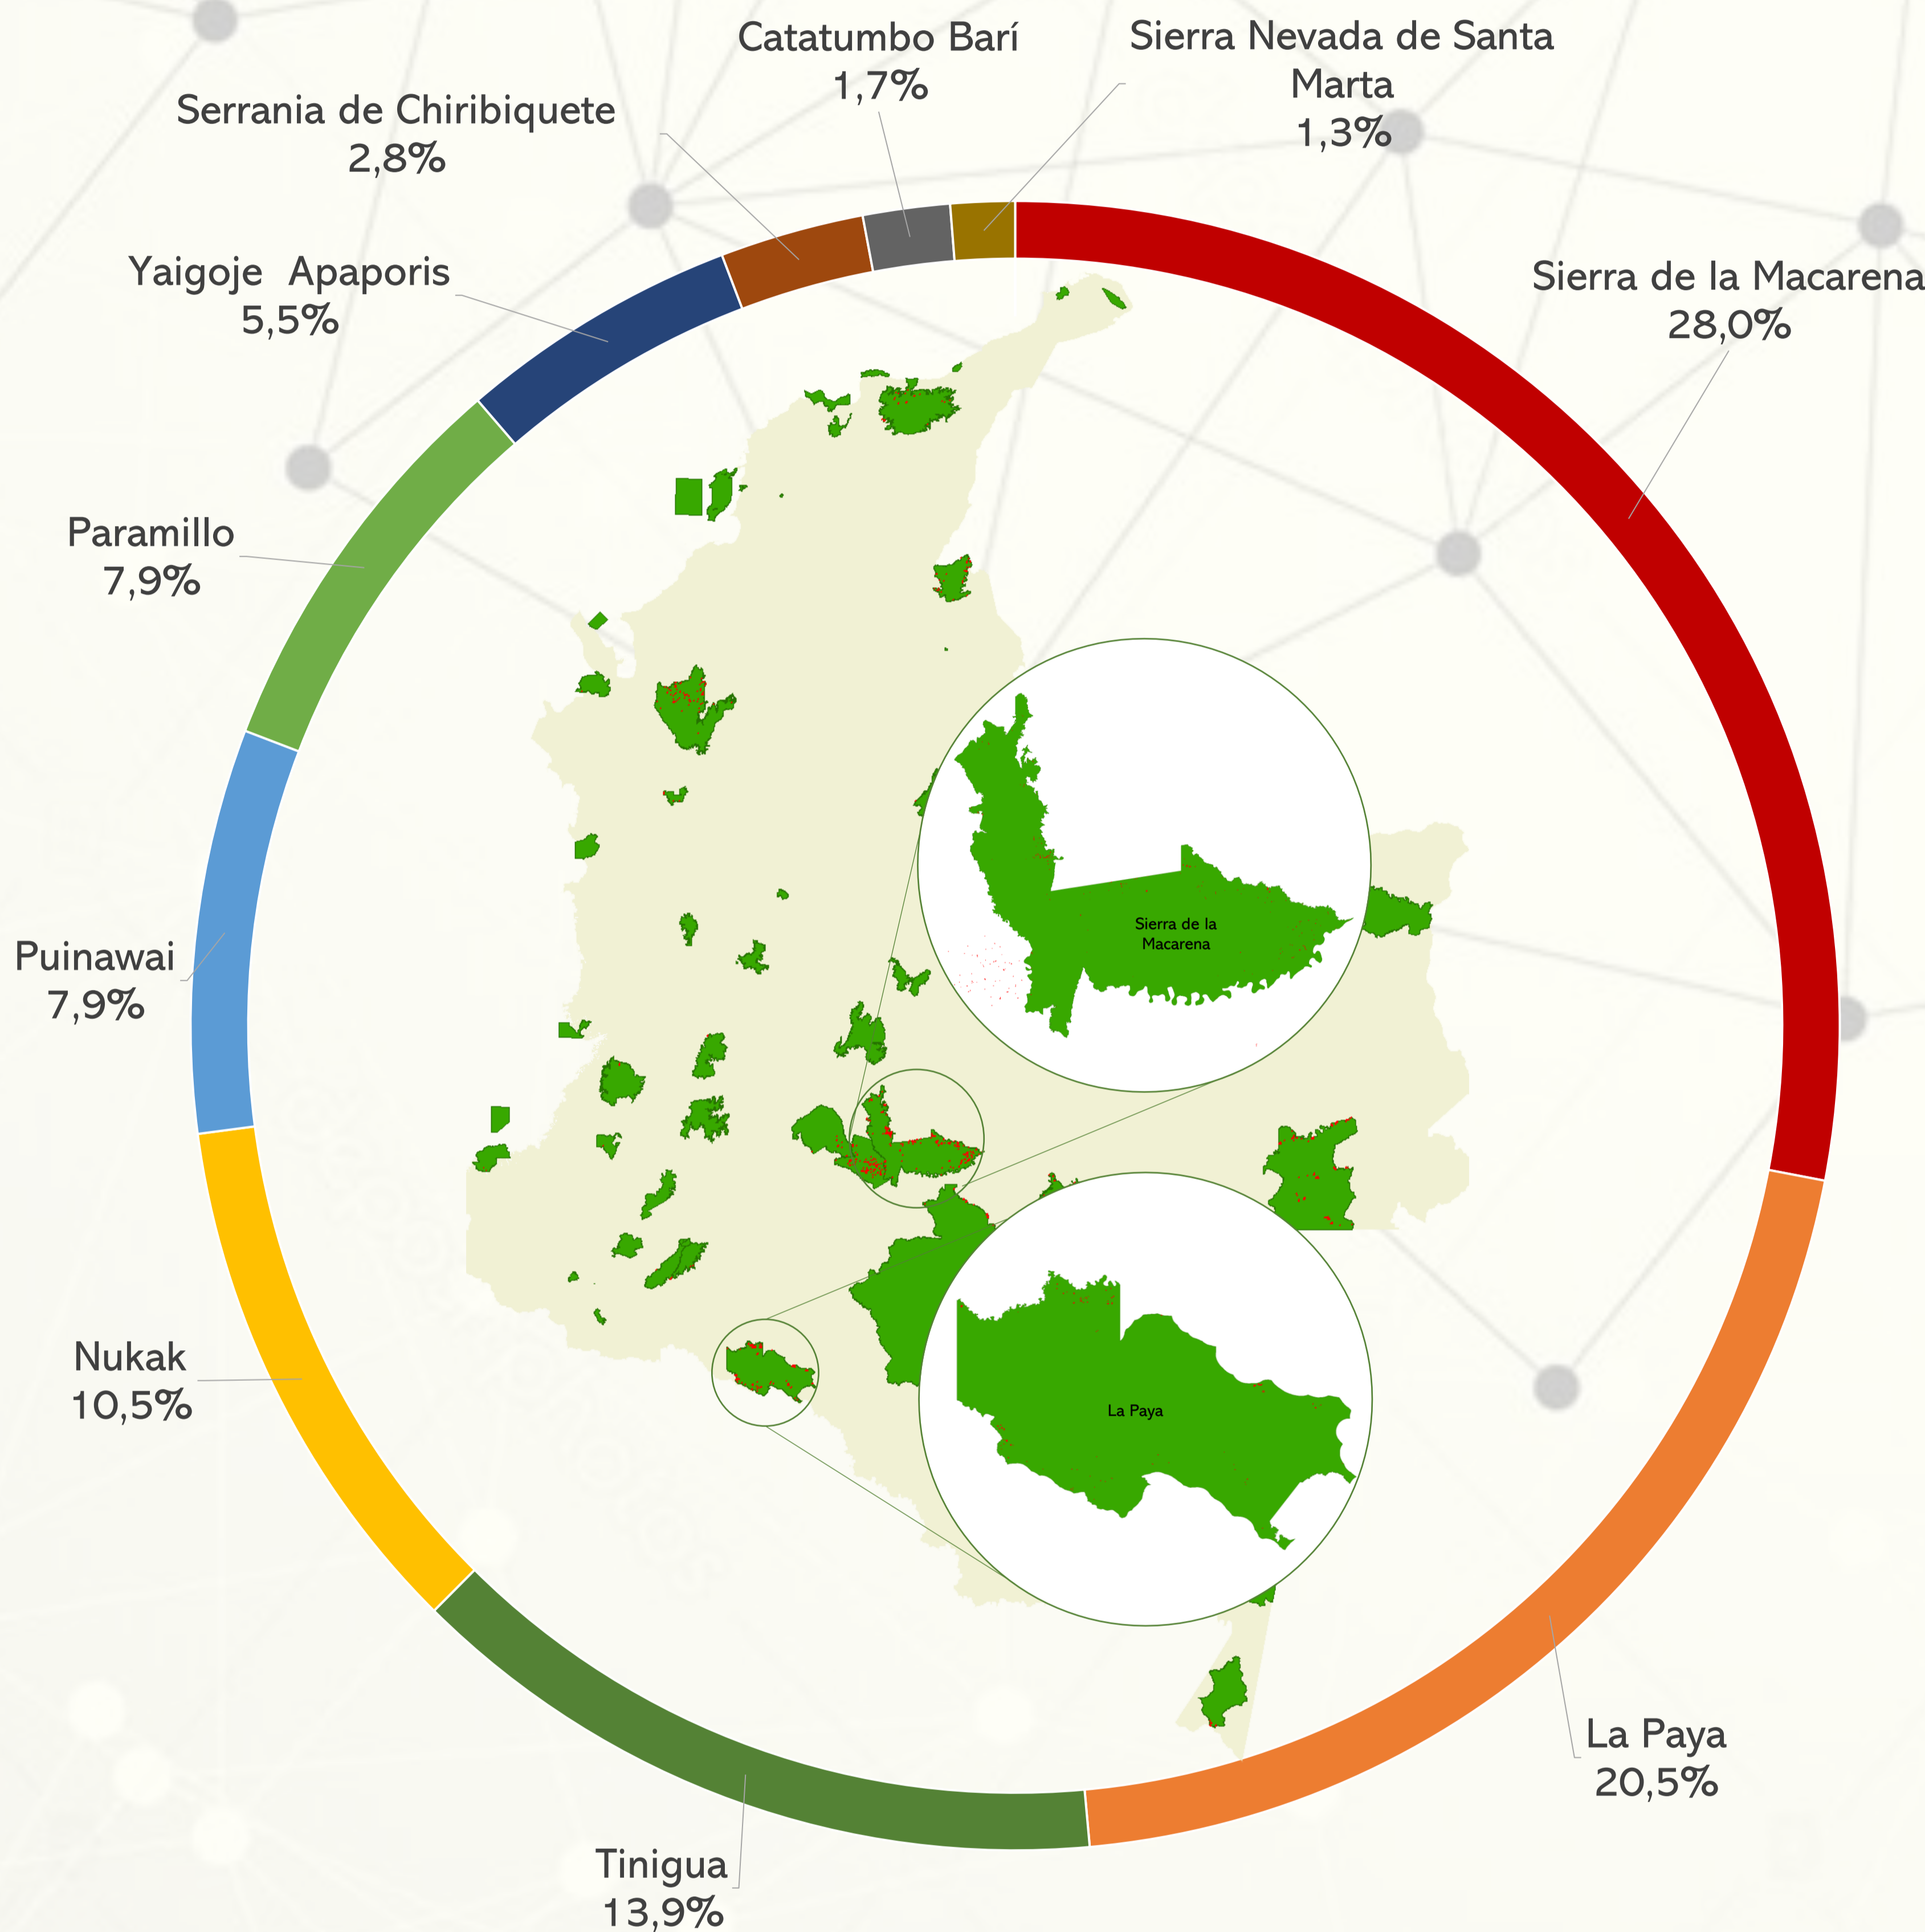 Catatumbo Barí
1,7%
Sierra Nevada de Santa
Marta
1,3%
Serrania de Chiribiquete
2,8%
Yaigoje  Apaporis
5,5%
Sierra de la Macarena
28,0%
Paramillo
7,9%
Sierra de la
Macarena
Puinawai
7,9%
Nukak
10,5%
La Paya
La Paya
20,5%
Tinigua
13,9%